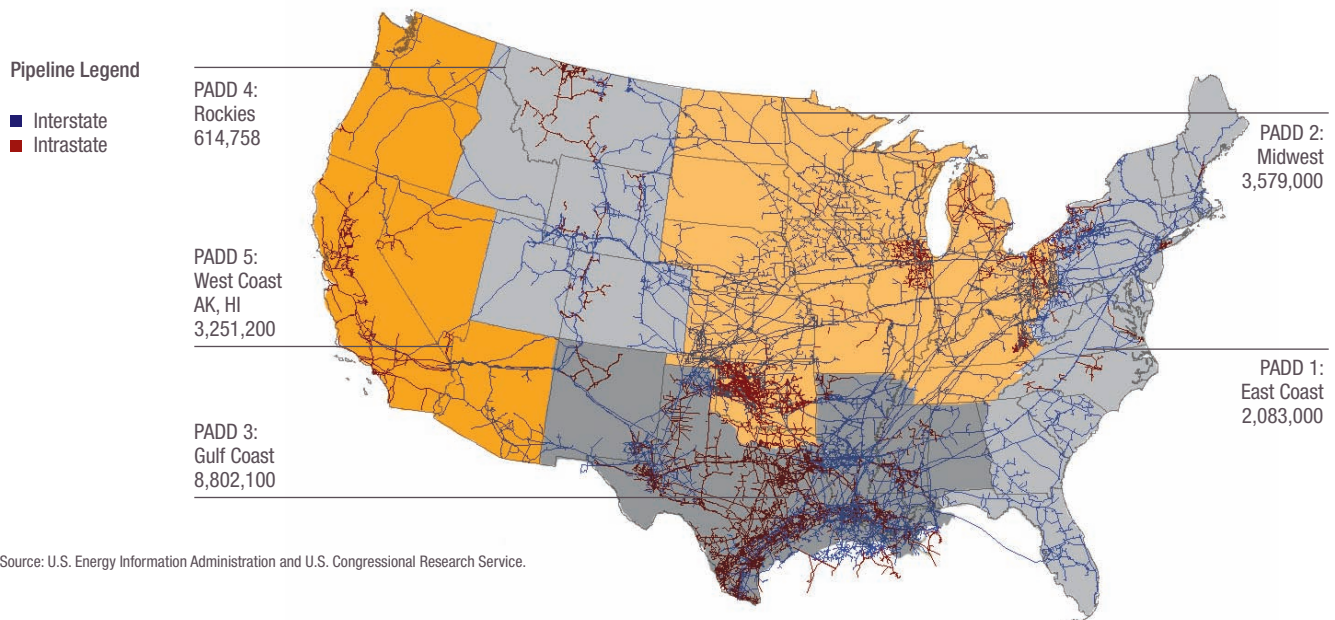 Pipeline Legend
Interstate
Intrastate
PADD 4:
Rockies
614,758
PADD 5:
West Coast
AK, HI
3,251,200
PADD 3:
Gulf Coast
8,802,100
PADD 2:
Midwest
3,579,000
PADD 1:
East Coast
2,083,000
Source: U.S. Energy Information Administration and U.S. Congressional Research Service.